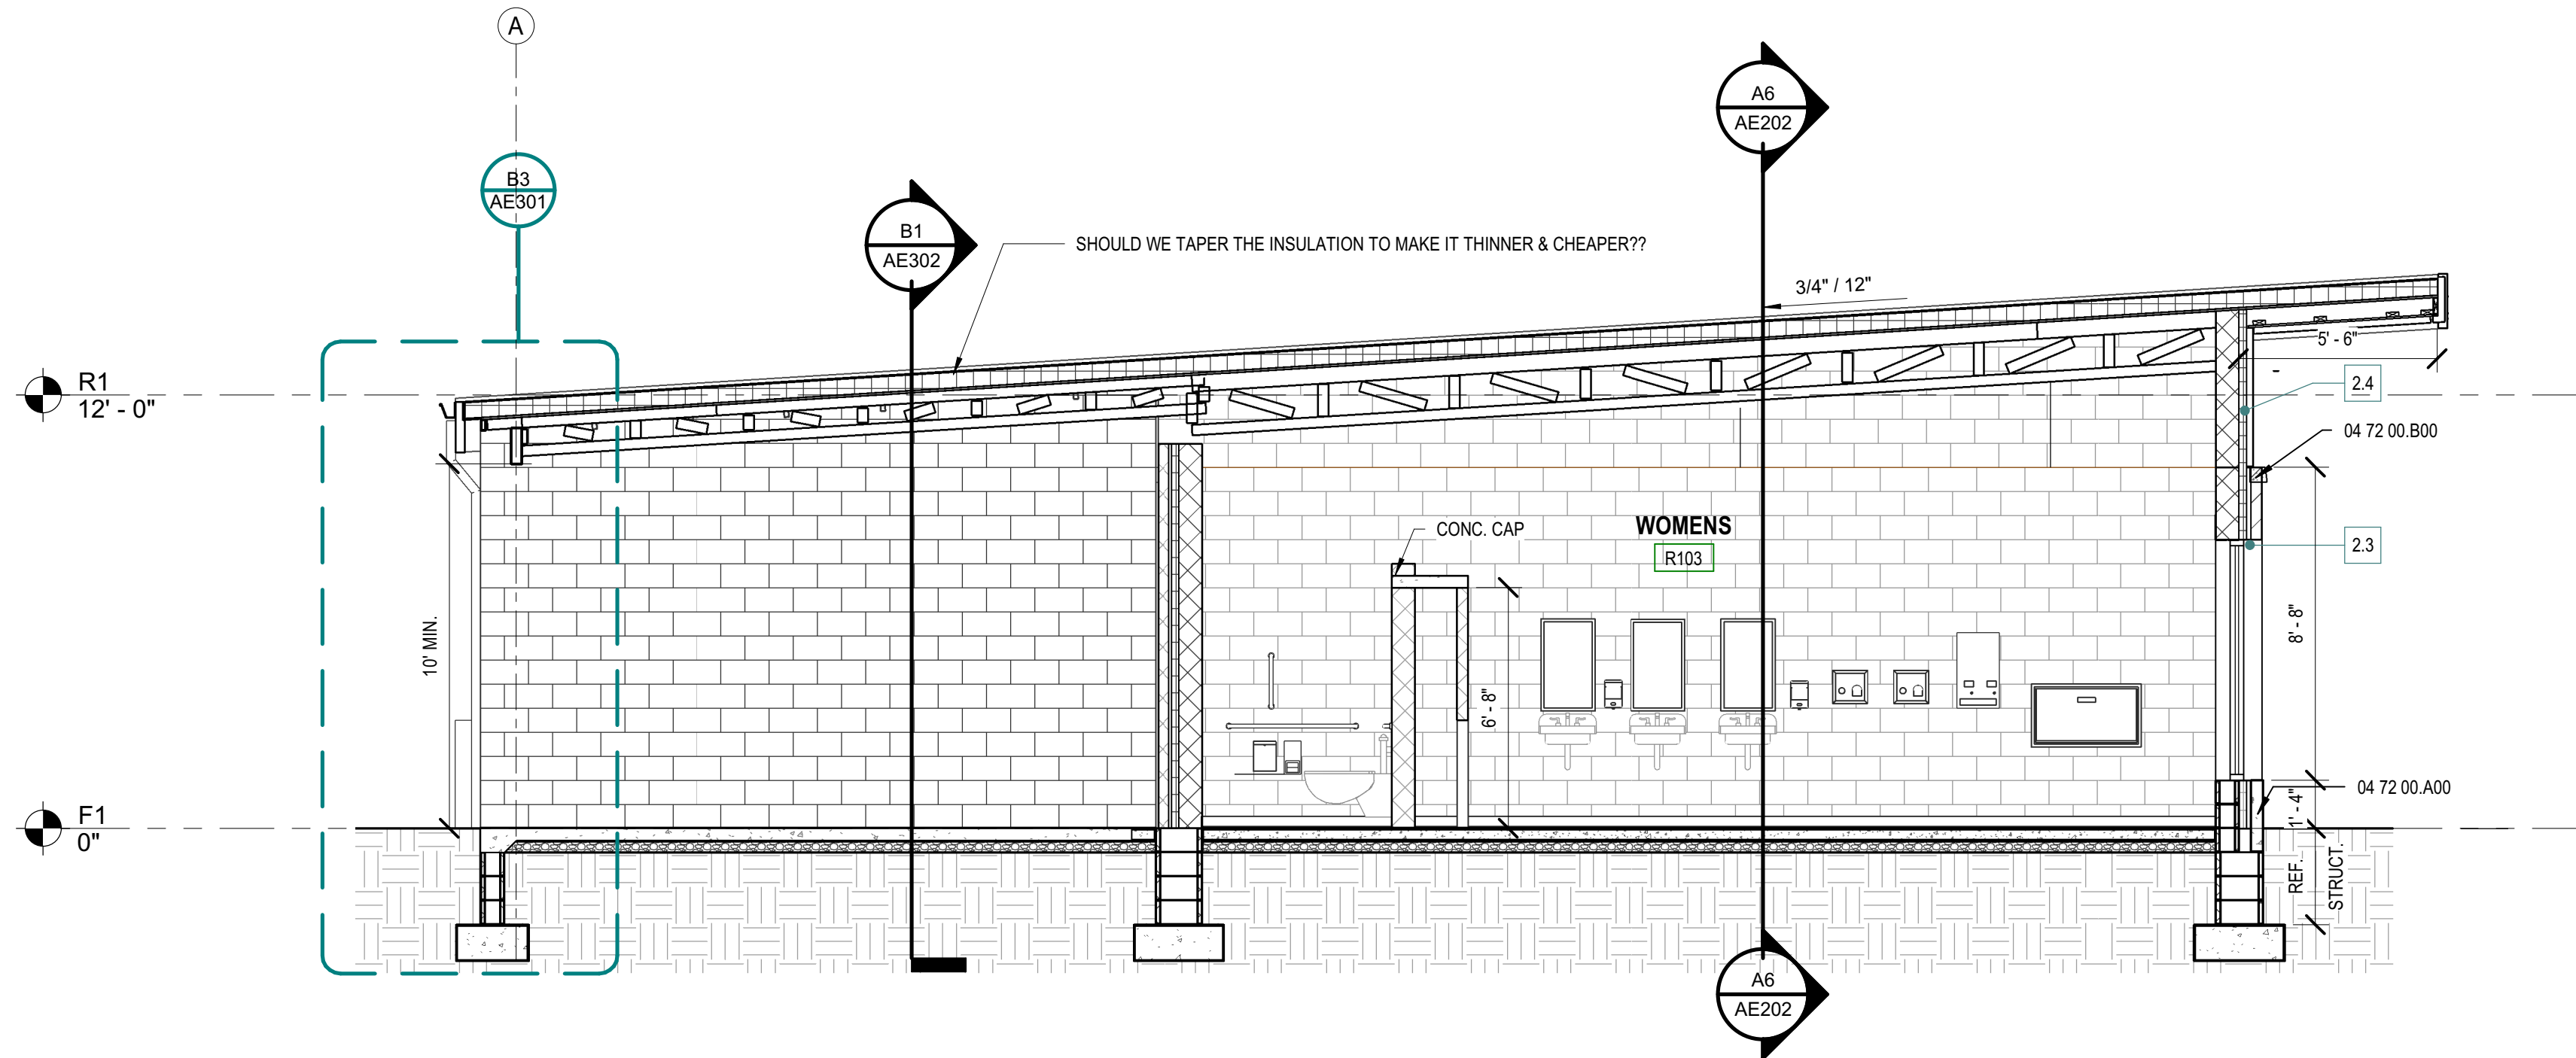 A
B3
AE301
A6
AE202
B1
AE302
SHOULD WE TAPER THE INSULATION TO MAKE IT THINNER & CHEAPER??
3/4" / 12"
5' - 6"
R1
12' - 0"
2.4
04 72 00.B00
CONC. CAP
WOMENS
R103
2.3
10' MIN.
6' - 8"
8' - 8"
04 72 00.A00
1' - 4"
F1
0"
REF.
STRUCT.
A6
AE202